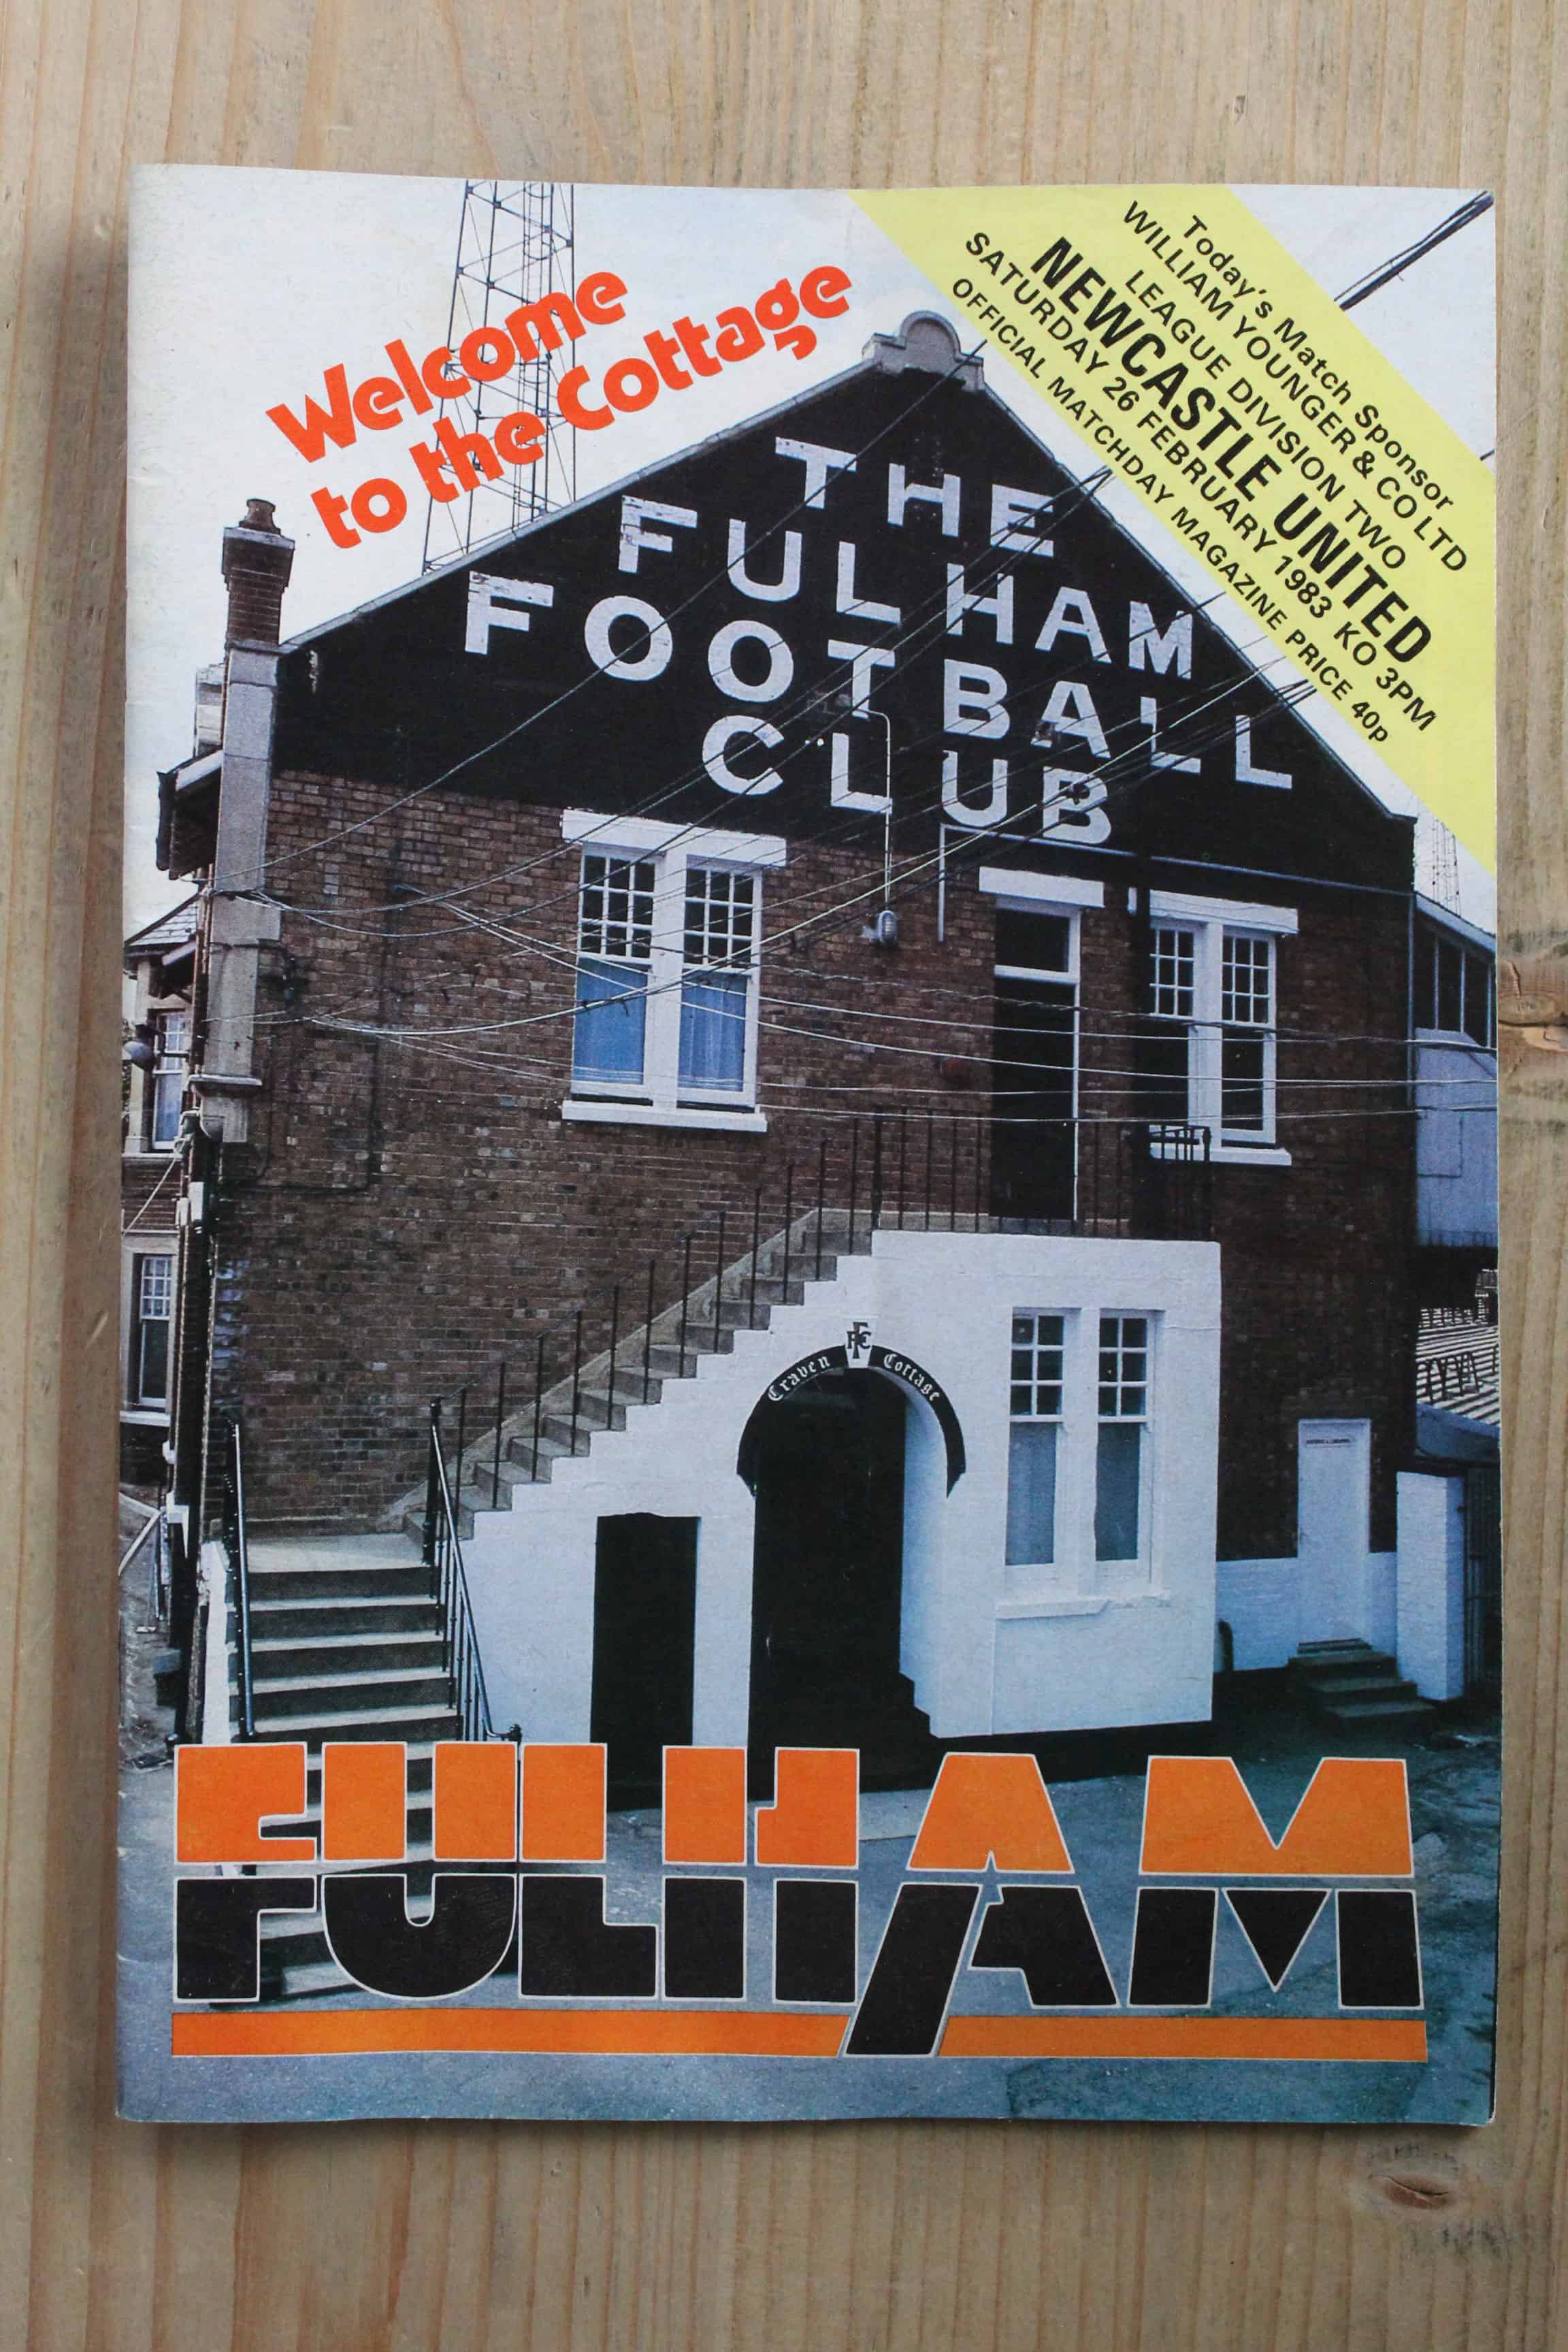 Welcome
to the Cottage
Today's Match Sponsor
WILLIAM YOUNGER & CO LTD
LEAGUE DIVISION TWO
NEWCASTLE UNITED
SATURDAY 26 FEBRUARY 1983 KO 3PM
OFFICIAL MATCHDAY MAGAZINE PRICE 40p
THE
FULHAM
FOOTBALL
CLUB
FFC
Craven Cottage
FULHAM